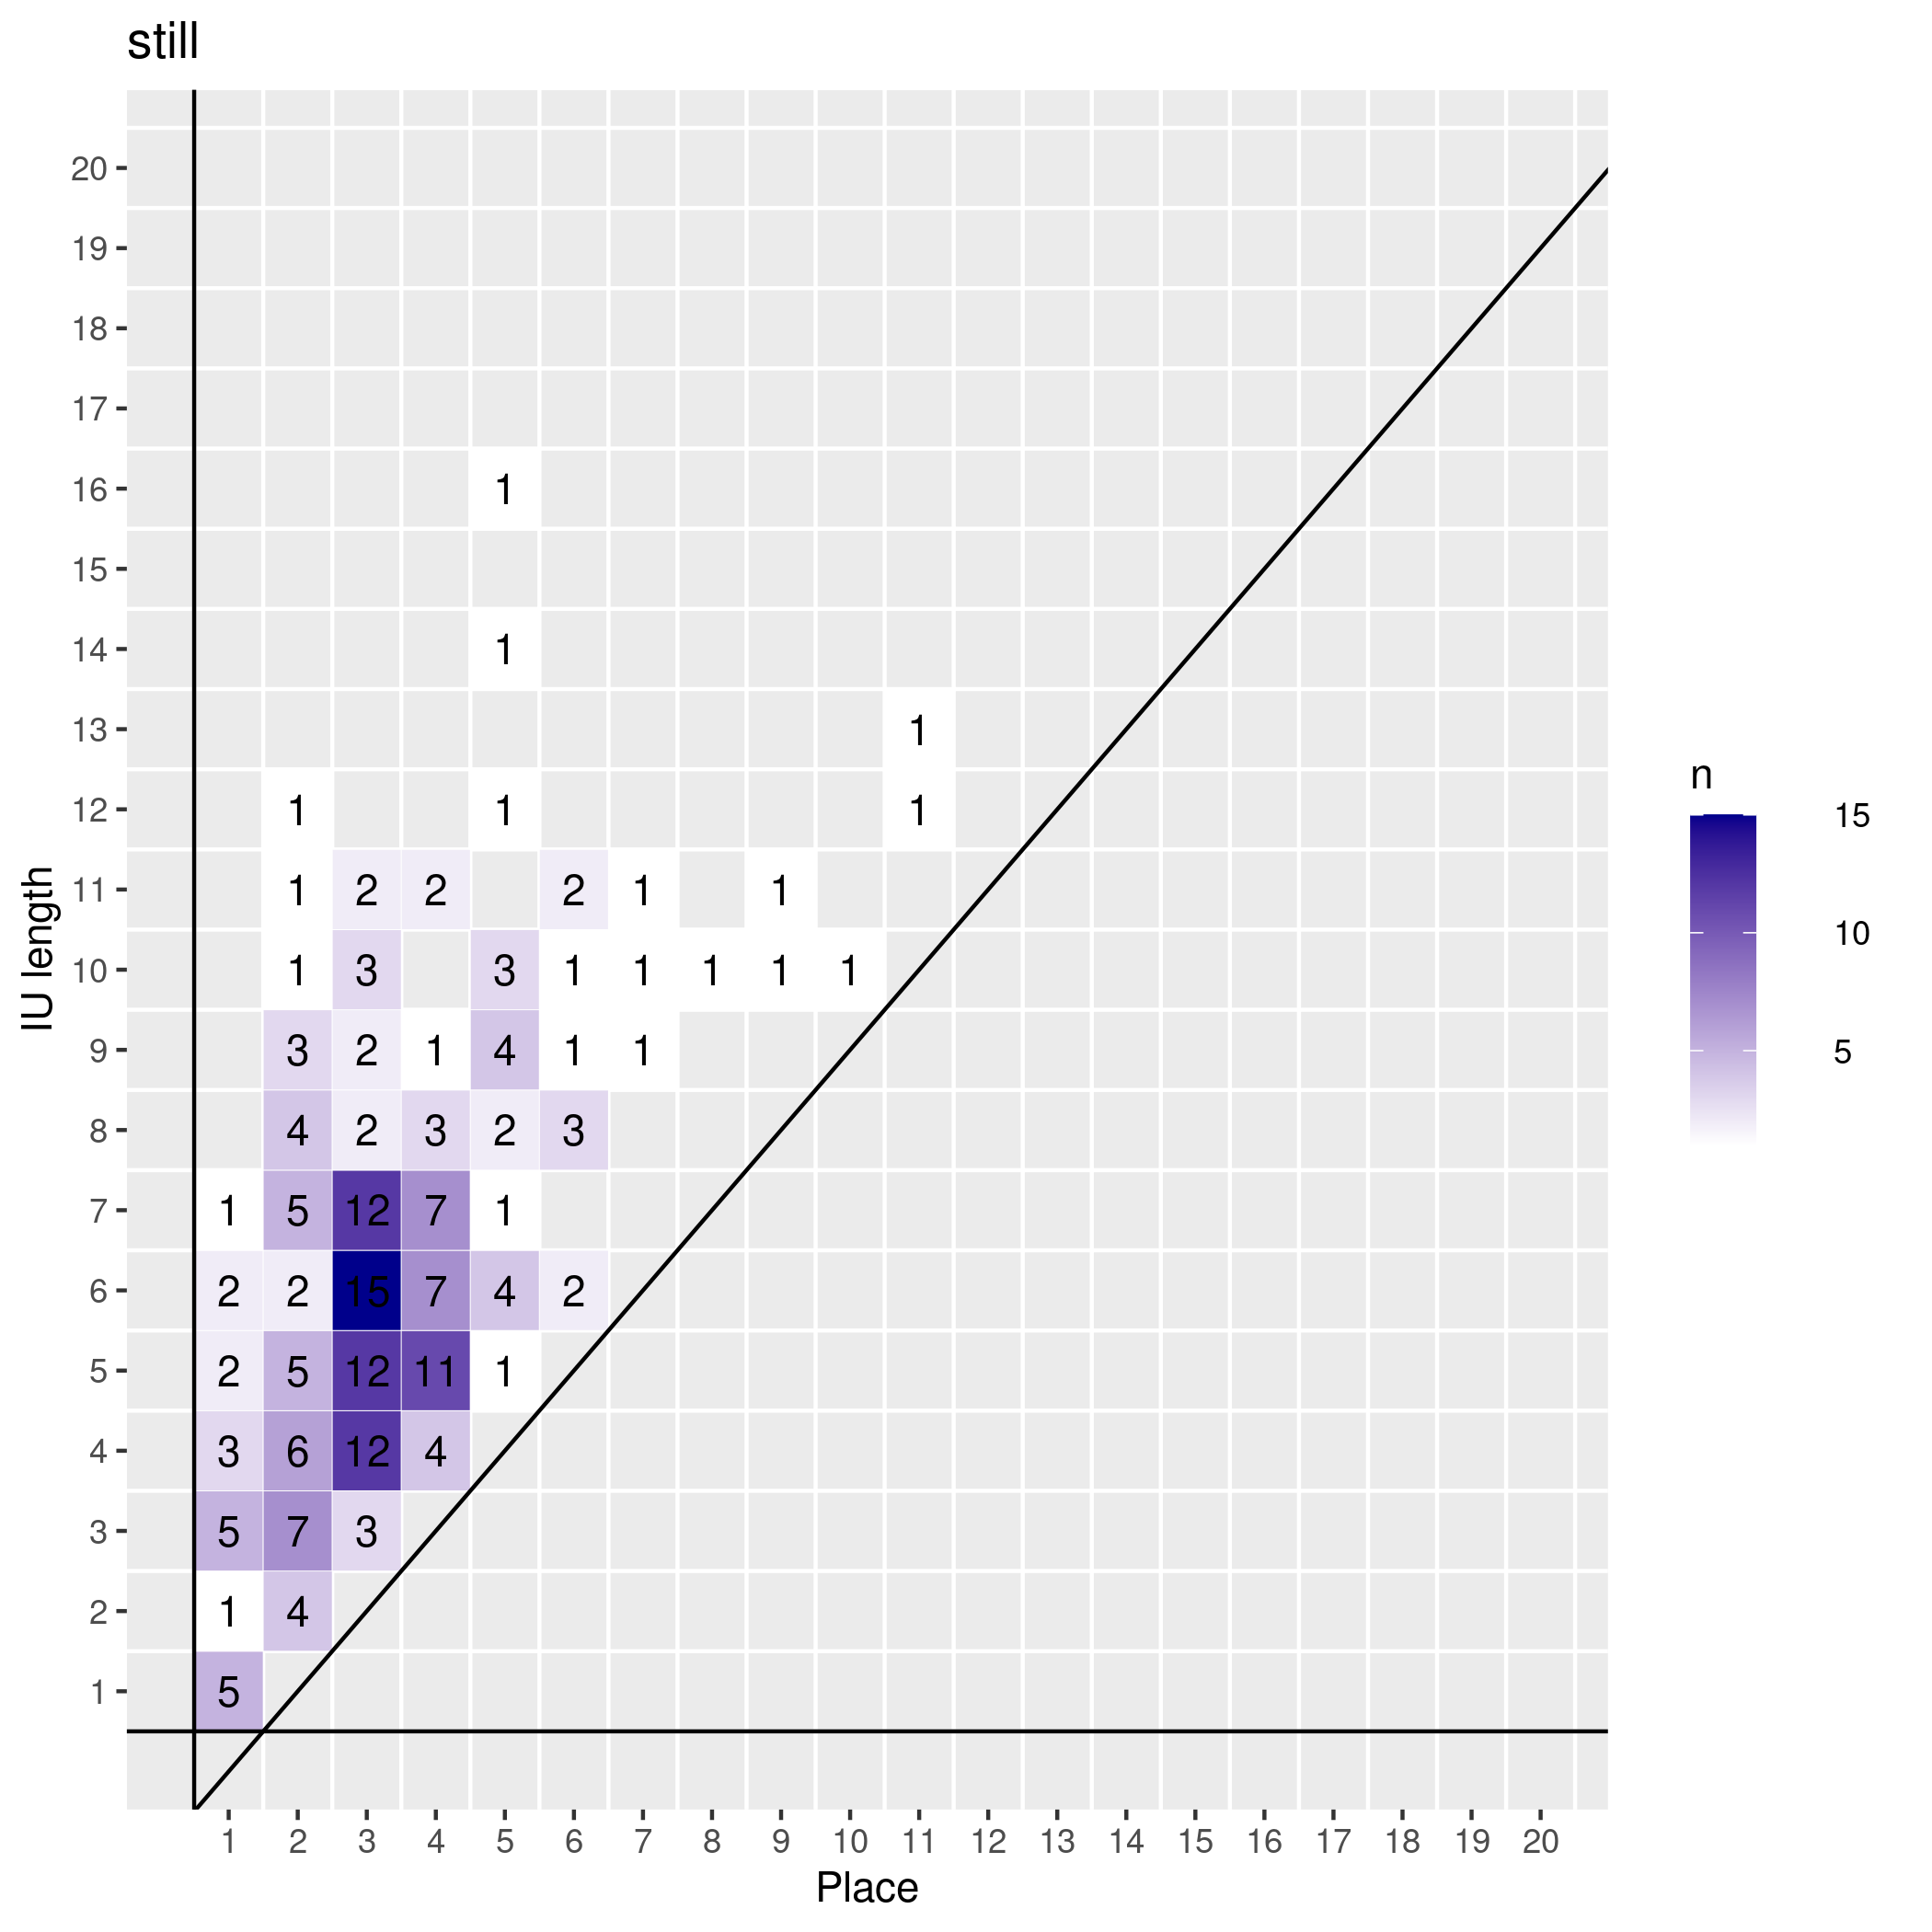 still
20
19
18
17
16 1
15
14 1
13 1
12 1 1 1
11 1 2 2 2 1 1
10 1 3 3 1 1 1 1 1
9 3 2 1 4 1 1
8 4 2 3 2 3
7 1 5 12 7 1
6 2 2 15 7 4 2
5 2 5 12 11 1
4 3 6 12 4
3 5 7 3
2 1 4
1 5
1 2 3 4 5 6 7 8 9 10 11 12 13 14 15 16 17 18 19 20
Place
IU length
n
15
10
5